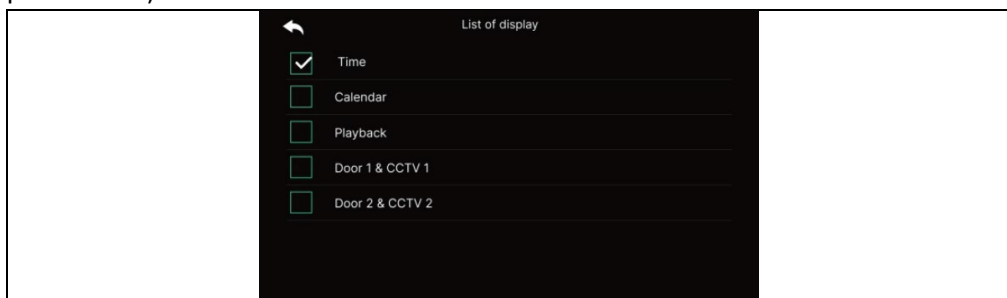 List of display
Time
Calendar
Playback
Door 1 & CCTV 1
Door 2 & CCTV 2